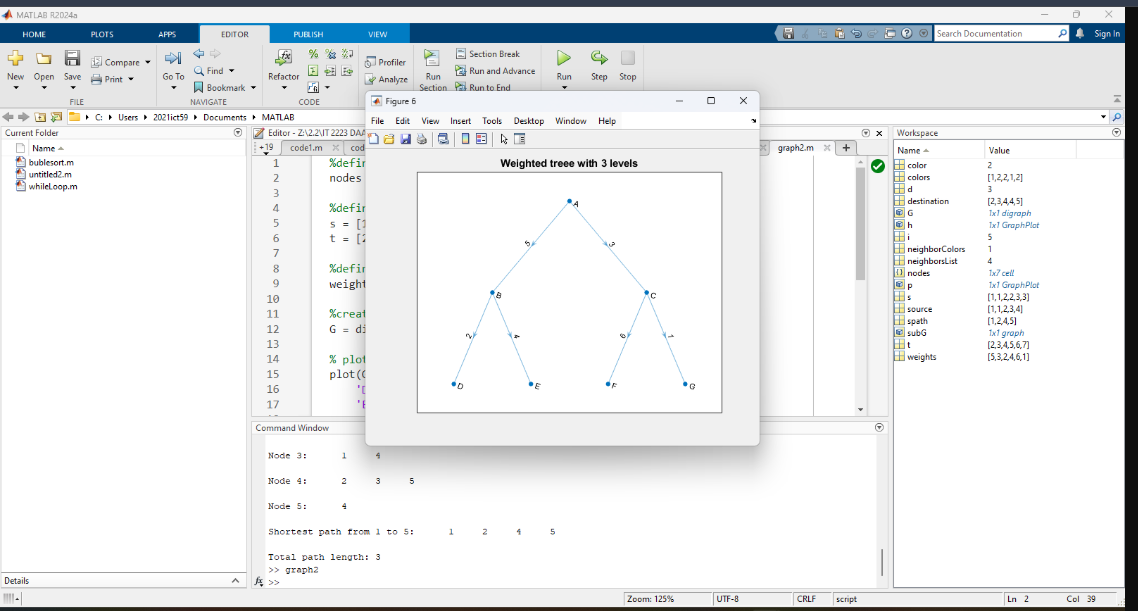 MATLAB R2024a
HOME PLOTS APPS EDITOR PUBLISH VIEW
Search Documentation Sign In
New Open Save Compare Print
Go To Find Bookmark
Refactor
Profiler Analyze
Run Section
Section Break
Run and Advance
Run to End
Run Step Stop
FILE NAVIGATE CODE
C: Users 2021ict59 Documents MATLAB
Current Folder
Name
bublesort.m
untitled2.m
whileLoop.m
Details
Editor - Z:\2.2\IT 2223 DAA
+19 code1.m cod graph2.m +
1 %defin
2 nodes
3
4 %defin
5 s = [1
6 t = [2
7
8 %defin
9 weight
10
11 %creat
12 G = di
13
14 % plot
15 plot(G
16
17
Figure 6
File Edit View Insert Tools Desktop Window Help
Weighted treee with 3 levels
A
5 3
B C
2 4 6 1
D E F G
Command Window
Node 3: 1 4
Node 4: 2 3 5
Node 5: 4
Shortest path from 1 to 5: 1 2 4 5
Total path length: 3
>> graph2
fx >>
Workspace
Name Value
color 2
colors [1,2,2,1,2]
d 3
destination [2,3,4,4,5]
G 1x1 digraph
h 1x1 GraphPlot
i 5
neighborColors 1
neighborsList 4
nodes 1x7 cell
p 1x1 GraphPlot
s [1,1,2,2,3,3]
source [1,1,2,3,4]
spath [1,2,4,5]
subG 1x1 graph
t [2,3,4,5,6,7]
weights [5,3,2,4,6,1]
Zoom: 125% UTF-8 CRLF script Ln 2 Col 39